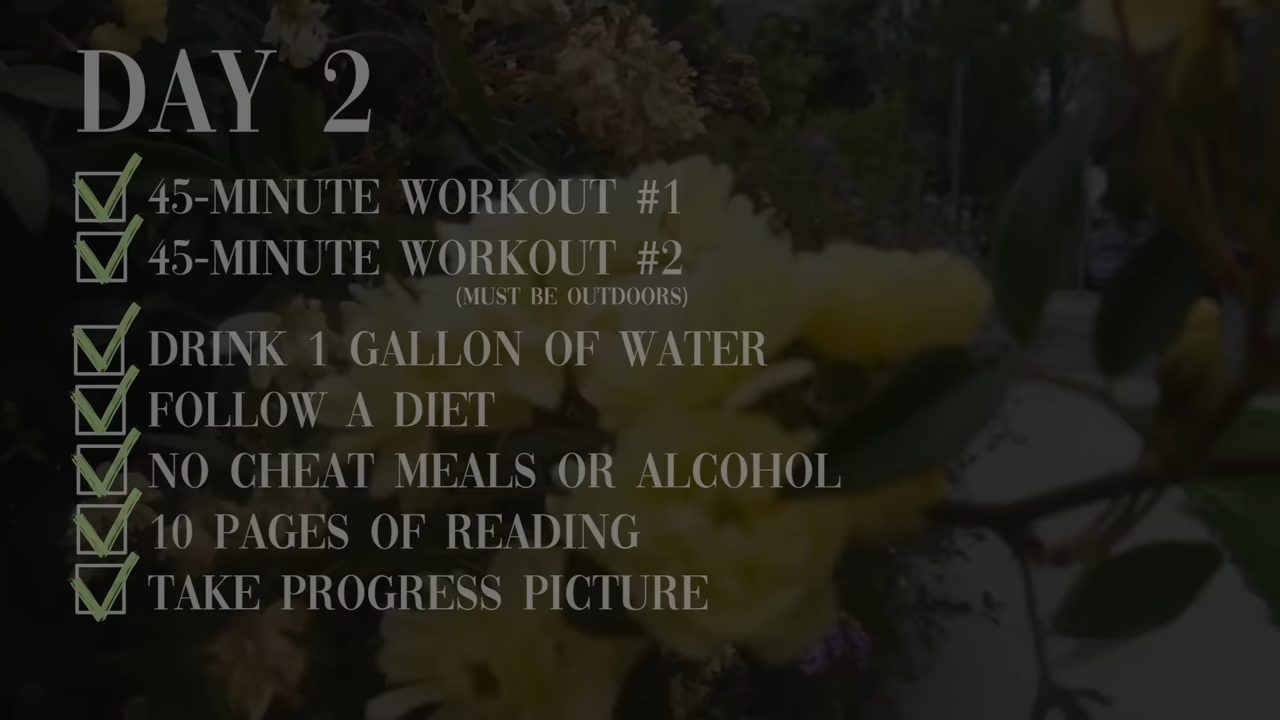 DAY 2
45-MINUTE WORKOUT #1
45-MINUTE WORKOUT #2
(MUST BE OUTDOORS)
DRINK 1 GALLON OF WATER
FOLLOW A DIET
NO CHEAT MEALS OR ALCOHOL
10 PAGES OF READING
TAKE PROGRESS PICTURE